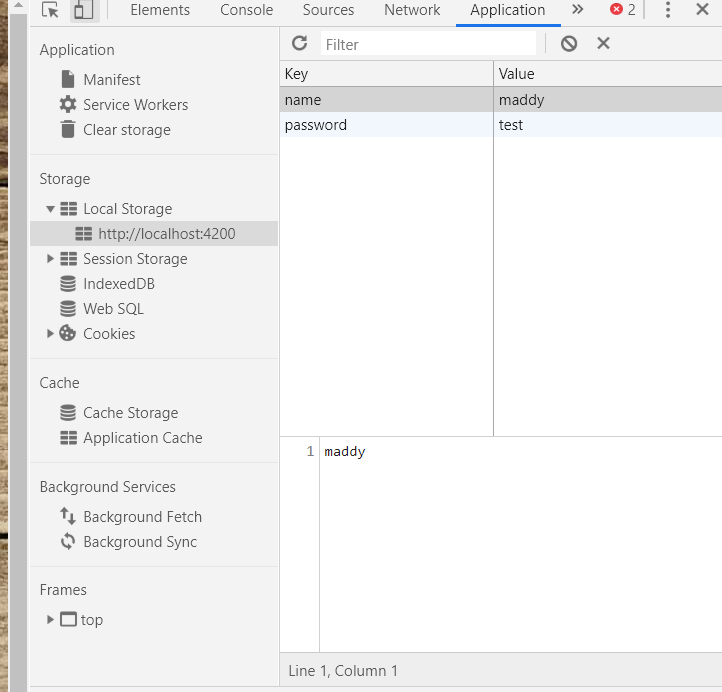 Elements Console Sources Network Application » 2
Application
Manifest
Service Workers
Clear storage
Storage
Local Storage
http://localhost:4200
Session Storage
IndexedDB
Web SQL
Cookies
Cache
Cache Storage
Application Cache
Background Services
Background Fetch
Background Sync
Frames
top
Filter
Key Value
name maddy
password test
1 maddy
Line 1, Column 1